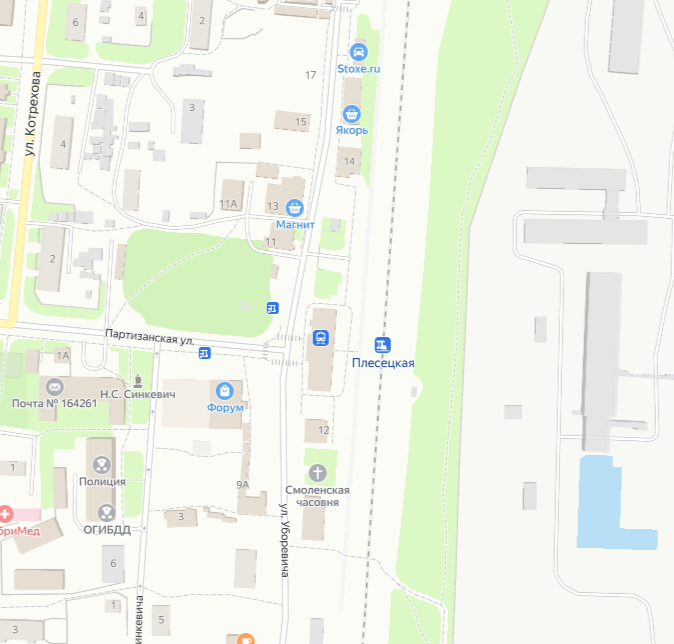 6
4
2
Stoxe.ru
17
ул. Котрехова
3
15
Якорь
4
14
11А
13
Магнит
11
2
Партизанская ул.
1А
Плесецкая
Н.С. Синкевич
Почта № 164261
Форум
12
1
Полиция
9А
Смоленская
часовня
3
бриМед
ОГИБДД
ул. Уборевича
6
1
5
3
инкевича